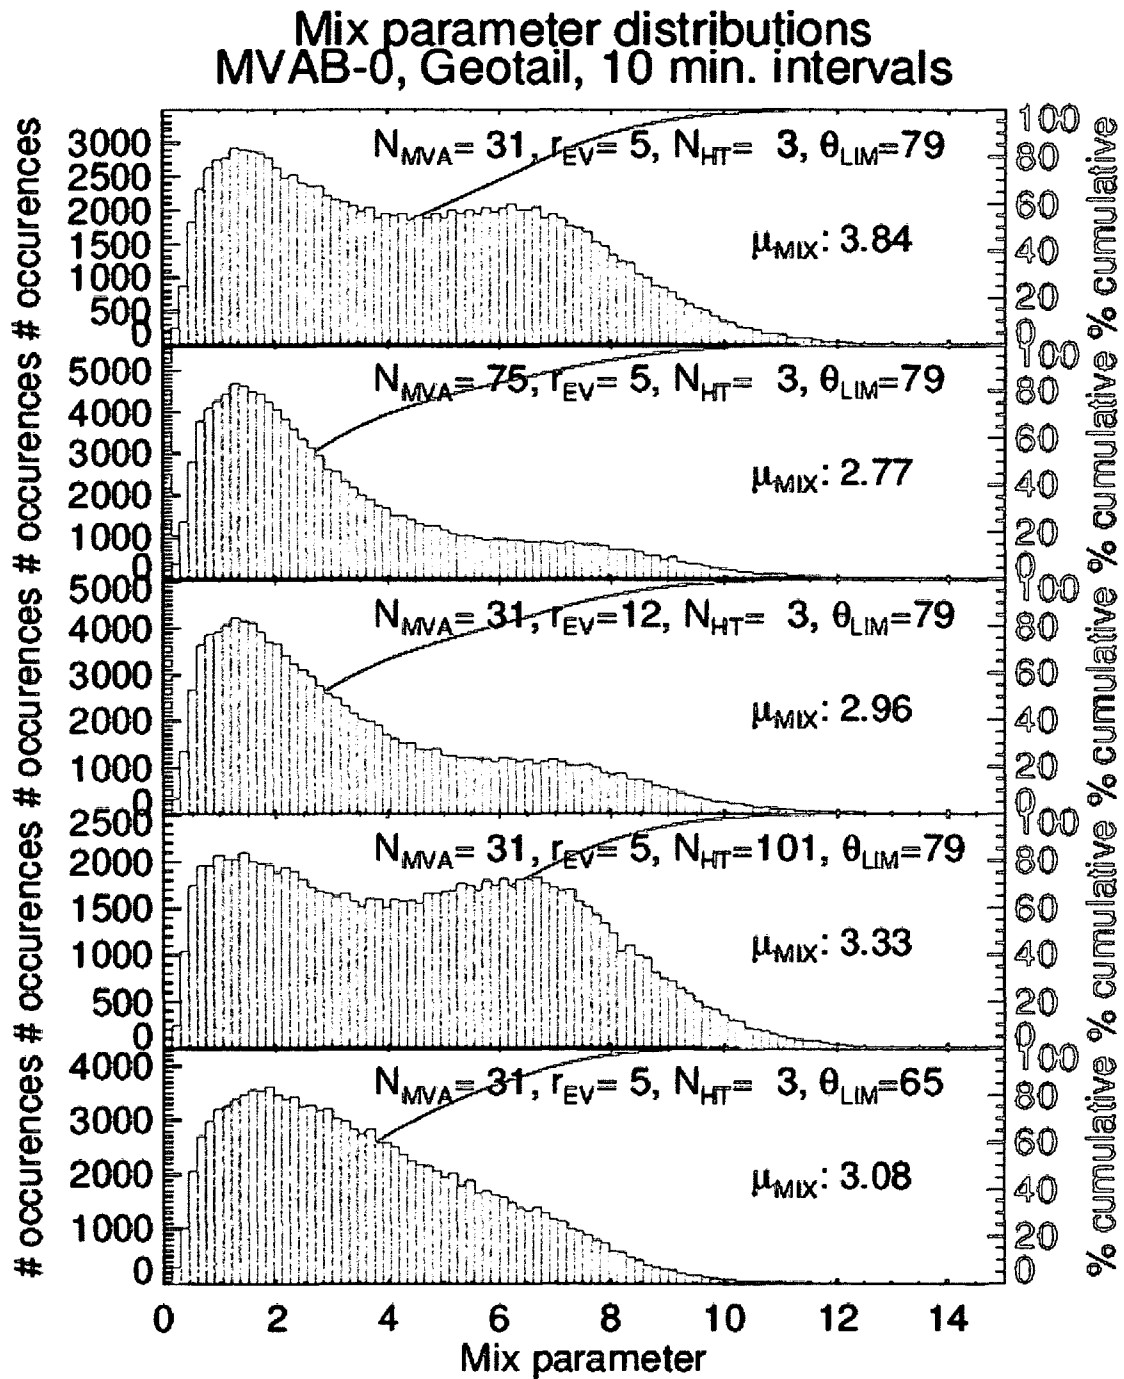 Mix parameter distributions
MVAB-0, Geotail, 10 min. intervals
# occurences
3000
2500
2000
1500
1000
500
0
N_MVA= 31, r_EV= 5, N_HT= 3, θ_LIM=79
μ_MIX: 3.84
100
80
60
40
20
0
% cumulative
# occurences
5000
4000
3000
2000
1000
0
N_MVA= 75, r_EV= 5, N_HT= 3, θ_LIM=79
μ_MIX: 2.77
100
80
60
40
20
0
% cumulative
# occurences
5000
4000
3000
2000
1000
0
N_MVA= 31, r_EV=12, N_HT= 3, θ_LIM=79
μ_MIX: 2.96
100
80
60
40
20
0
% cumulative
# occurences
2500
2000
1500
1000
500
0
N_MVA= 31, r_EV= 5, N_HT=101, θ_LIM=79
μ_MIX: 3.33
100
80
60
40
20
0
% cumulative
# occurences
4000
3000
2000
1000
0
N_MVA= 31, r_EV= 5, N_HT= 3, θ_LIM=65
μ_MIX: 3.08
100
80
60
40
20
0
% cumulative
0 2 4 6 8 10 12 14
Mix parameter